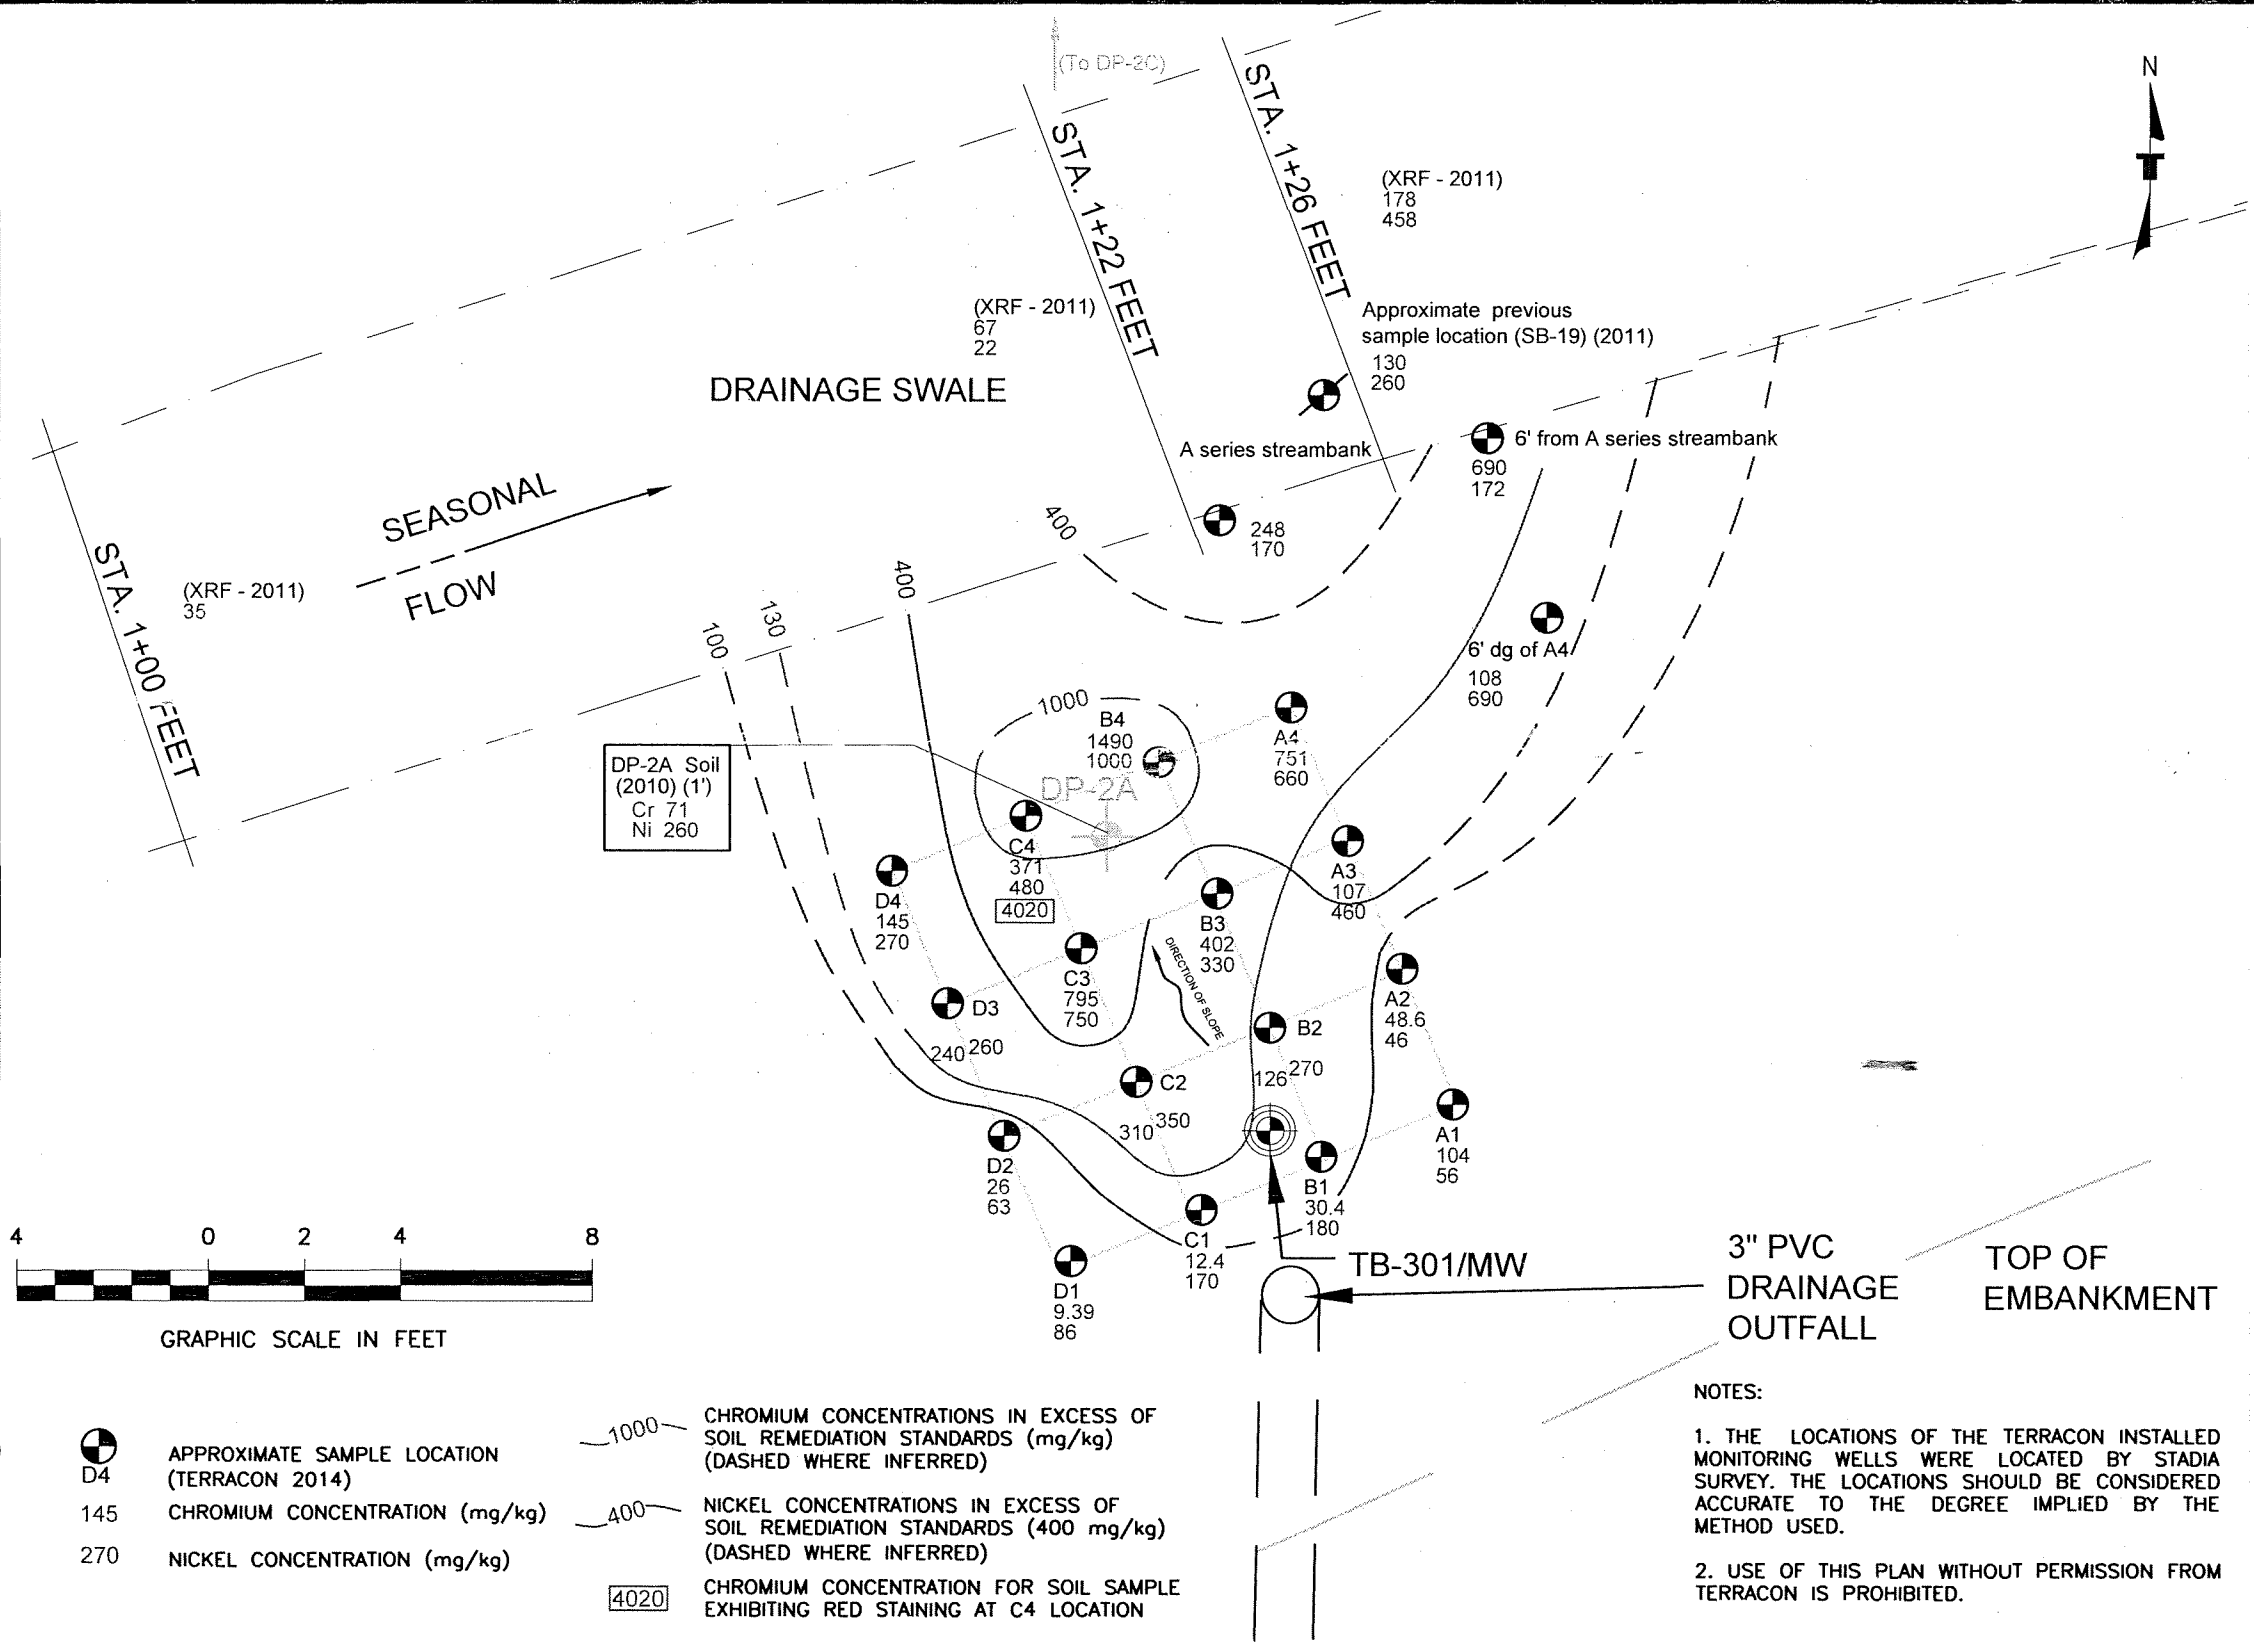 (To DP-2C)
N
STA. 1+22 FEET
STA. 1+26 FEET
(XRF - 2011)
178
458
(XRF - 2011)
67
22
Approximate previous
sample location (SB-19) (2011)
130
260
DRAINAGE SWALE
A series streambank
6' from A series streambank
690
172
SEASONAL
FLOW
400
248
170
STA. 1+00 FEET
(XRF - 2011)
35
400
130
100
6' dg of A4
108
690
1000
B4
1490
1000
A4
751
660
DP-2A Soil
(2010) (1')
Cr 71
Ni 260
DP-2A
C4
371
480
4020
A3
107
460
D4
145
270
B3
402
330
DIRECTION OF SLOPE
C3
795
750
A2
48.6
46
D3
240 260
B2
126 270
C2
310 350
A1
104
56
D2
26
63
B1
30.4
180
C1
12.4
170
D1
9.39
86
TB-301/MW
3" PVC
DRAINAGE
OUTFALL
TOP OF
EMBANKMENT
4 0 2 4 8
GRAPHIC SCALE IN FEET
D4
APPROXIMATE SAMPLE LOCATION
(TERRACON 2014)
145 CHROMIUM CONCENTRATION (mg/kg)
270 NICKEL CONCENTRATION (mg/kg)
1000
CHROMIUM CONCENTRATIONS IN EXCESS OF
SOIL REMEDIATION STANDARDS (mg/kg)
(DASHED WHERE INFERRED)
400
NICKEL CONCENTRATIONS IN EXCESS OF
SOIL REMEDIATION STANDARDS (400 mg/kg)
(DASHED WHERE INFERRED)
4020
CHROMIUM CONCENTRATION FOR SOIL SAMPLE
EXHIBITING RED STAINING AT C4 LOCATION
NOTES:
1. THE LOCATIONS OF THE TERRACON INSTALLED
MONITORING WELLS WERE LOCATED BY STADIA
SURVEY. THE LOCATIONS SHOULD BE CONSIDERED
ACCURATE TO THE DEGREE IMPLIED BY THE
METHOD USED.
2. USE OF THIS PLAN WITHOUT PERMISSION FROM
TERRACON IS PROHIBITED.